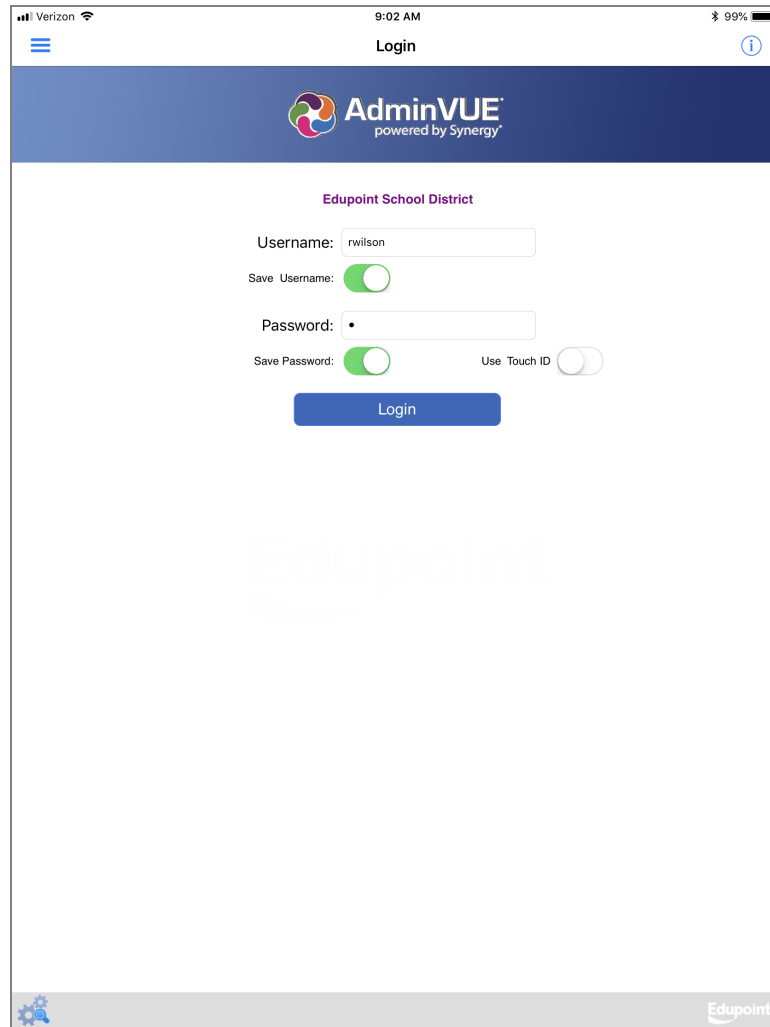 Verizon 9:02 AM 99%
Login
AdminVUE
powered by Synergy
Edupoint School District
Username: rwilson
Save Username:
Password: •
Save Password: Use Touch ID
Login
Edupoint
Edupoint